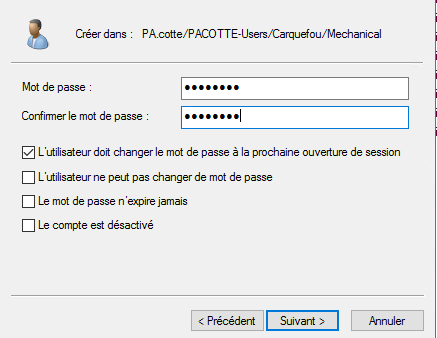 Créer dans : PA.cotte/PACOTTE-Users/Carquefou/Mechanical
Mot de passe : ●●●●●●●●
Confirmer le mot de passe : ●●●●●●●●
L'utilisateur doit changer le mot de passe à la prochaine ouverture de session
L'utilisateur ne peut pas changer de mot de passe
Le mot de passe n'expire jamais
Le compte est désactivé
< Précédent Suivant > Annuler